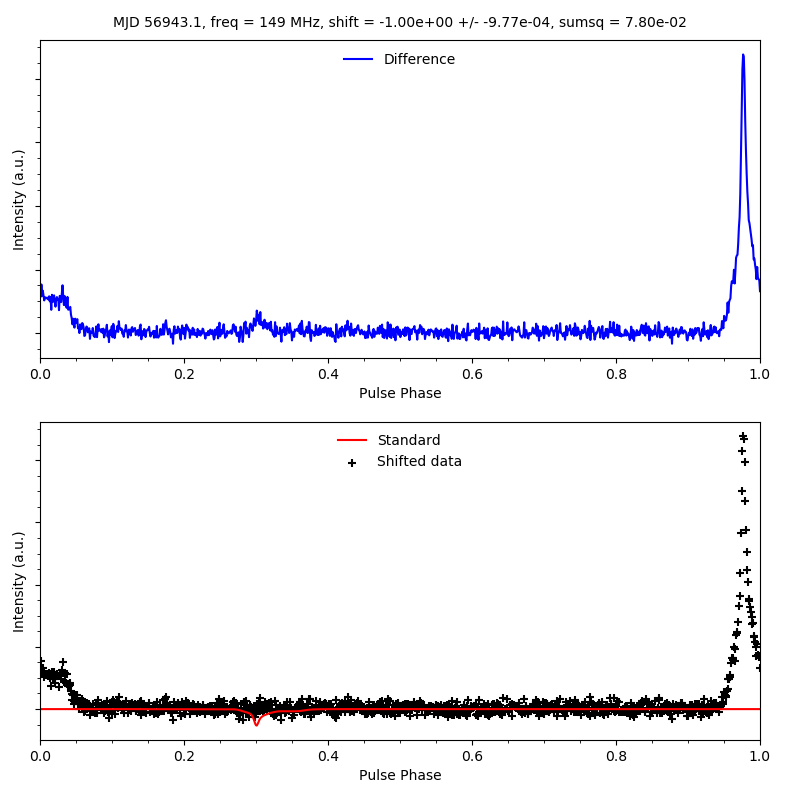 MJD 56943.1, freq = 149 MHz, shift = -1.00e+00 +/- -9.77e-04, sumsq = 7.80e-02
Difference
Intensity (a.u.)
0.0 0.2 0.4 0.6 0.8 1.0
Pulse Phase
Standard
Shifted data
Intensity (a.u.)
0.0 0.2 0.4 0.6 0.8 1.0
Pulse Phase